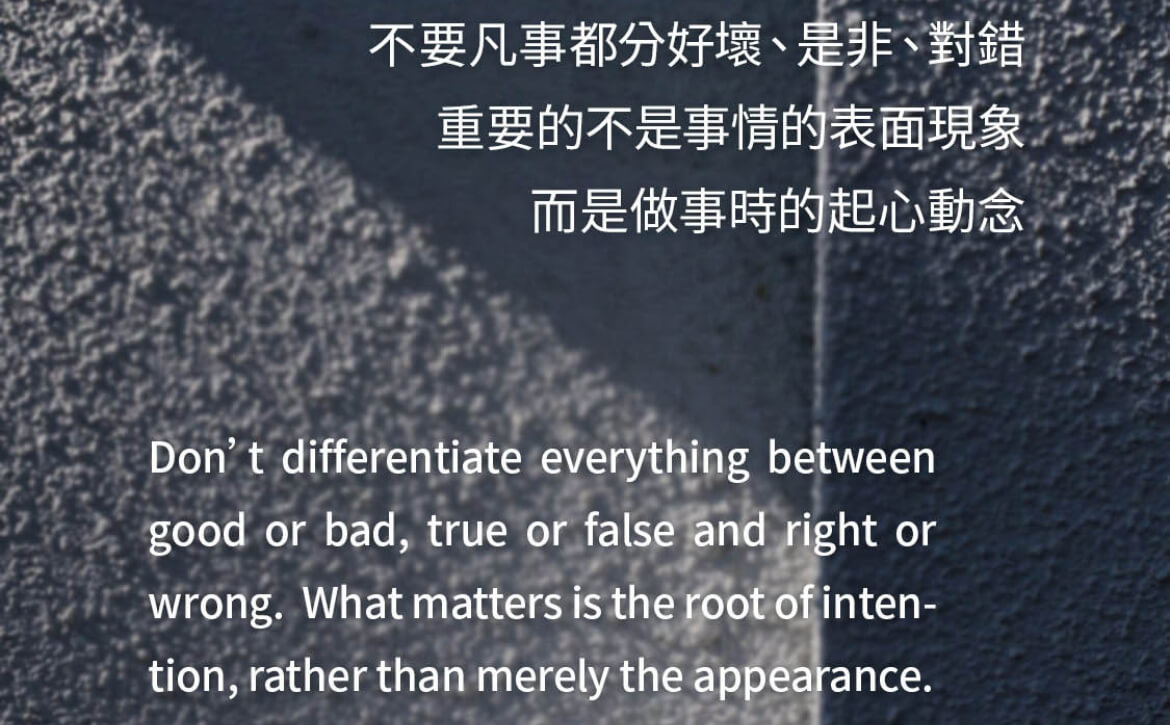 不要凡事都分好壞、是非、對錯
重要的不是事情的表面現象
而是做事時的起心動念
Don’t differentiate everything between
good or bad, true or false and right or
wrong. What matters is the root of inten-
tion, rather than merely the appearance.